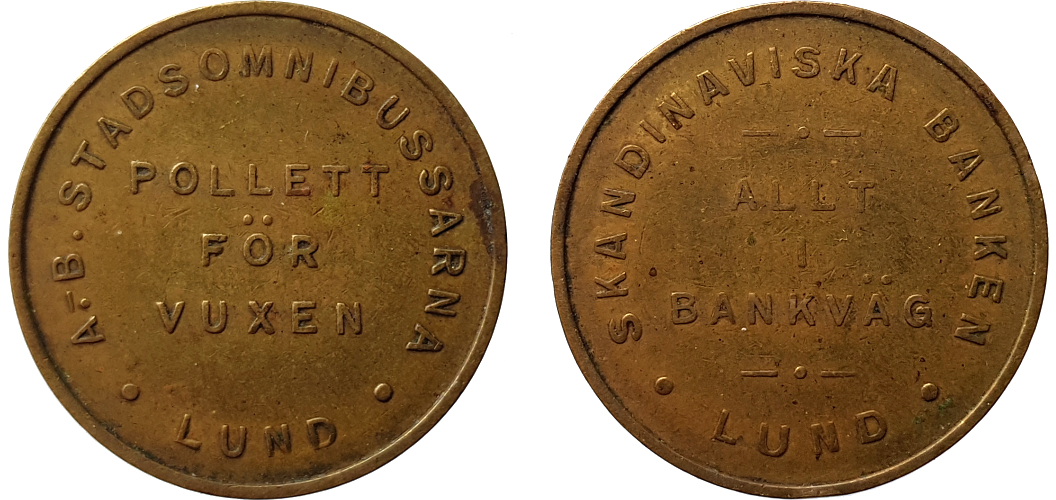 A.-B. STADSOMNIBUSSARNA
POLLETT
FÖR
VUXEN
• LUND •
SKANDINAVISKA BANKEN
— • —
ALLT
I
BANKVÄG
— • —
• LUND •